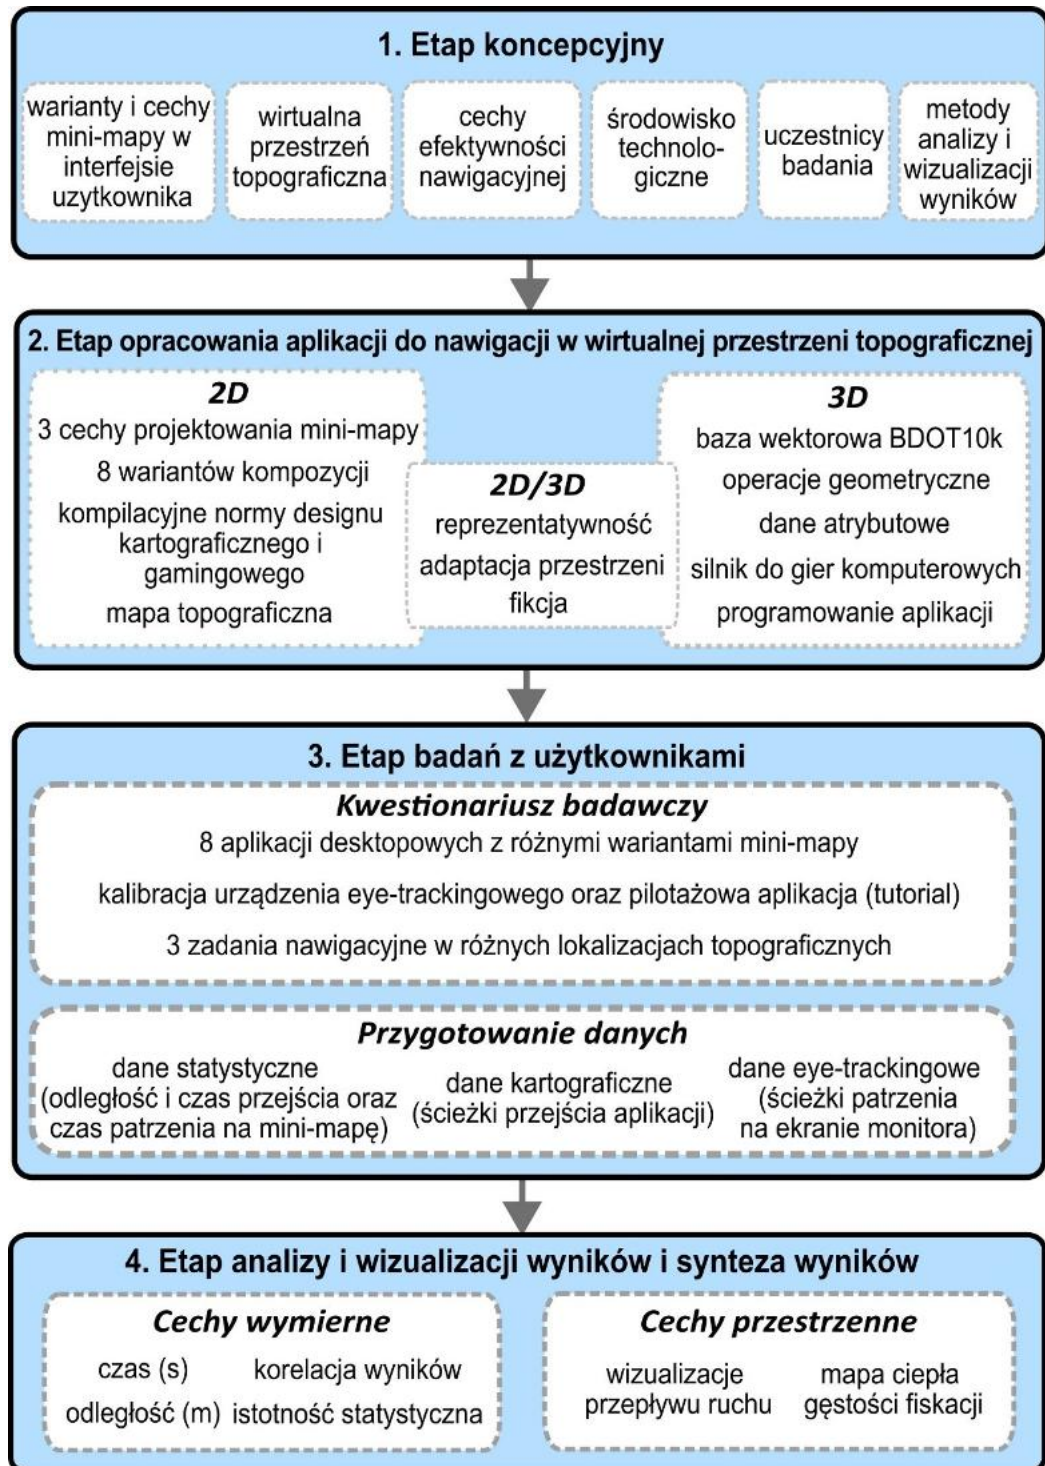 1. Etap koncepcyjny
warianty i cechy
mini-mapy w
interfejsie
uzytkownika
wirtualna
przestrzeń
topograficzna
cechy
efektywności
nawigacyjnej
środowisko
technolo-
giczne
uczestnicy
badania
metody
analizy i
wizualizacji
wyników
2. Etap opracowania aplikacji do nawigacji w wirtualnej przestrzeni topograficznej
2D
3 cechy projektowania mini-mapy
8 wariantów kompozycji
kompilacyjne normy designu
kartograficznego i
gamingowego
mapa topograficzna
2D/3D
reprezentatywność
adaptacja przestrzeni
fikcja
3D
baza wektorowa BDOT10k
operacje geometryczne
dane atrybutowe
silnik do gier komputerowych
programowanie aplikacji
3. Etap badań z użytkownikami
Kwestionariusz badawczy
8 aplikacji desktopowych z różnymi wariantami mini-mapy
kalibracja urządzenia eye-trackingowego oraz pilotażowa aplikacja (tutorial)
3 zadania nawigacyjne w różnych lokalizacjach topograficznych
Przygotowanie danych
dane statystyczne
(odległość i czas przejścia oraz
czas patrzenia na mini-mapę)
dane kartograficzne
(ścieżki przejścia aplikacji)
dane eye-trackingowe
(ścieżki patrzenia
na ekranie monitora)
4. Etap analizy i wizualizacji wyników i synteza wyników
Cechy wymierne
czas (s)
korelacja wyników
odległość (m)
istotność statystyczna
Cechy przestrzenne
wizualizacje
przepływu ruchu
mapa ciepła
gęstości fiskacji